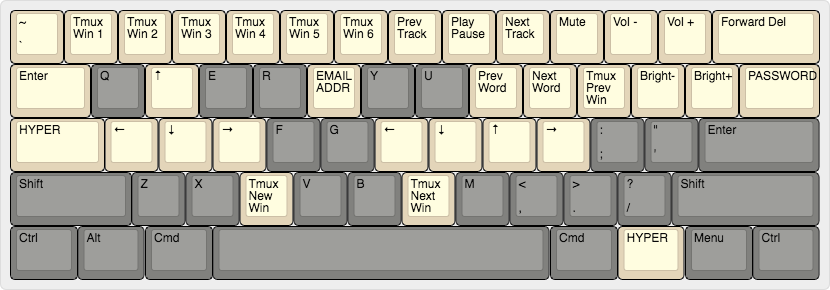 ~ Tmux Tmux Tmux Tmux Tmux Tmux Prev Play Next Mute Vol - Vol + Forward Del
` Win 1 Win 2 Win 3 Win 4 Win 5 Win 6 Track Pause Track
Enter Q ↑ E R EMAIL Y U Prev Next Tmux Bright- Bright+ PASSWORD
ADDR Word Word Prev
Win
HYPER ← ↓ → F G ← ↓ ↑ → : " Enter
; '
Shift Z X Tmux V B Tmux M < > ? Shift
New Next
Win Win , . /
Ctrl Alt Cmd Cmd HYPER Menu Ctrl